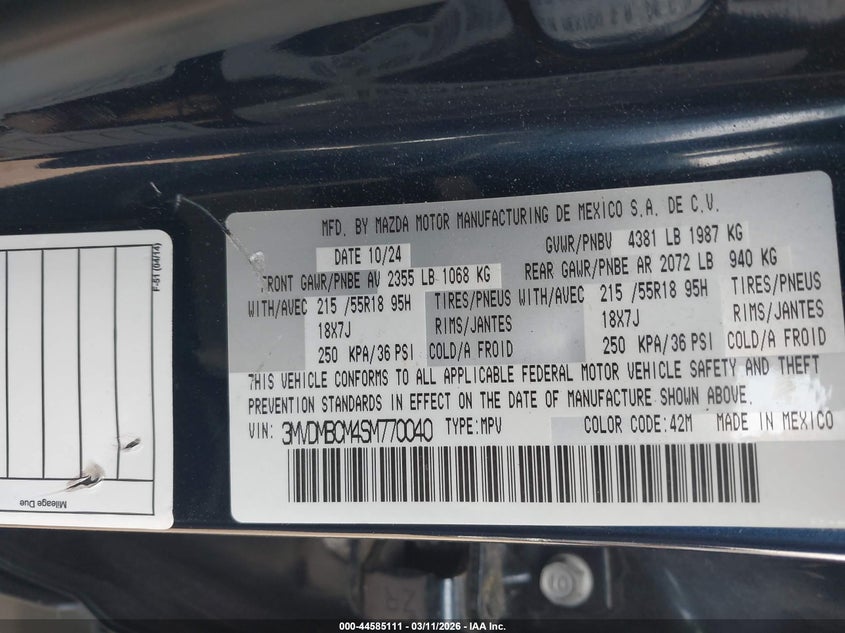 MFD. BY MAZDA MOTOR MANUFACTURING DE MEXICO S.A. DE C.V.
DATE 10/24 GVWR/PNBV 4381 LB 1987 KG
FRONT GAWR/PNBE AV 2355 LB 1068 KG REAR GAWR/PNBE AR 2072 LB 940 KG
WITH/AVEC 215 /55R18 95H TIRES/PNEUS WITH/AVEC 215 /55R18 95H TIRES/PNEUS
18X7J RIMS/JANTES 18X7J RIMS/JANTES
250 KPA/36 PSI COLD/A FROID 250 KPA/36 PSI COLD/A FROID
THIS VEHICLE CONFORMS TO ALL APPLICABLE FEDERAL MOTOR VEHICLE SAFETY AND THEFT
PREVENTION STANDARDS IN EFFECT ON THE DATE OF MANUFACTURE SHOWN ABOVE.
VIN: 3MVDMBCM4SM770040 TYPE:MPV COLOR CODE:42M MADE IN MEXICO
F-51 (04/14)
Mileage Due
000-44585111 - 03/11/2026 - IAA Inc.